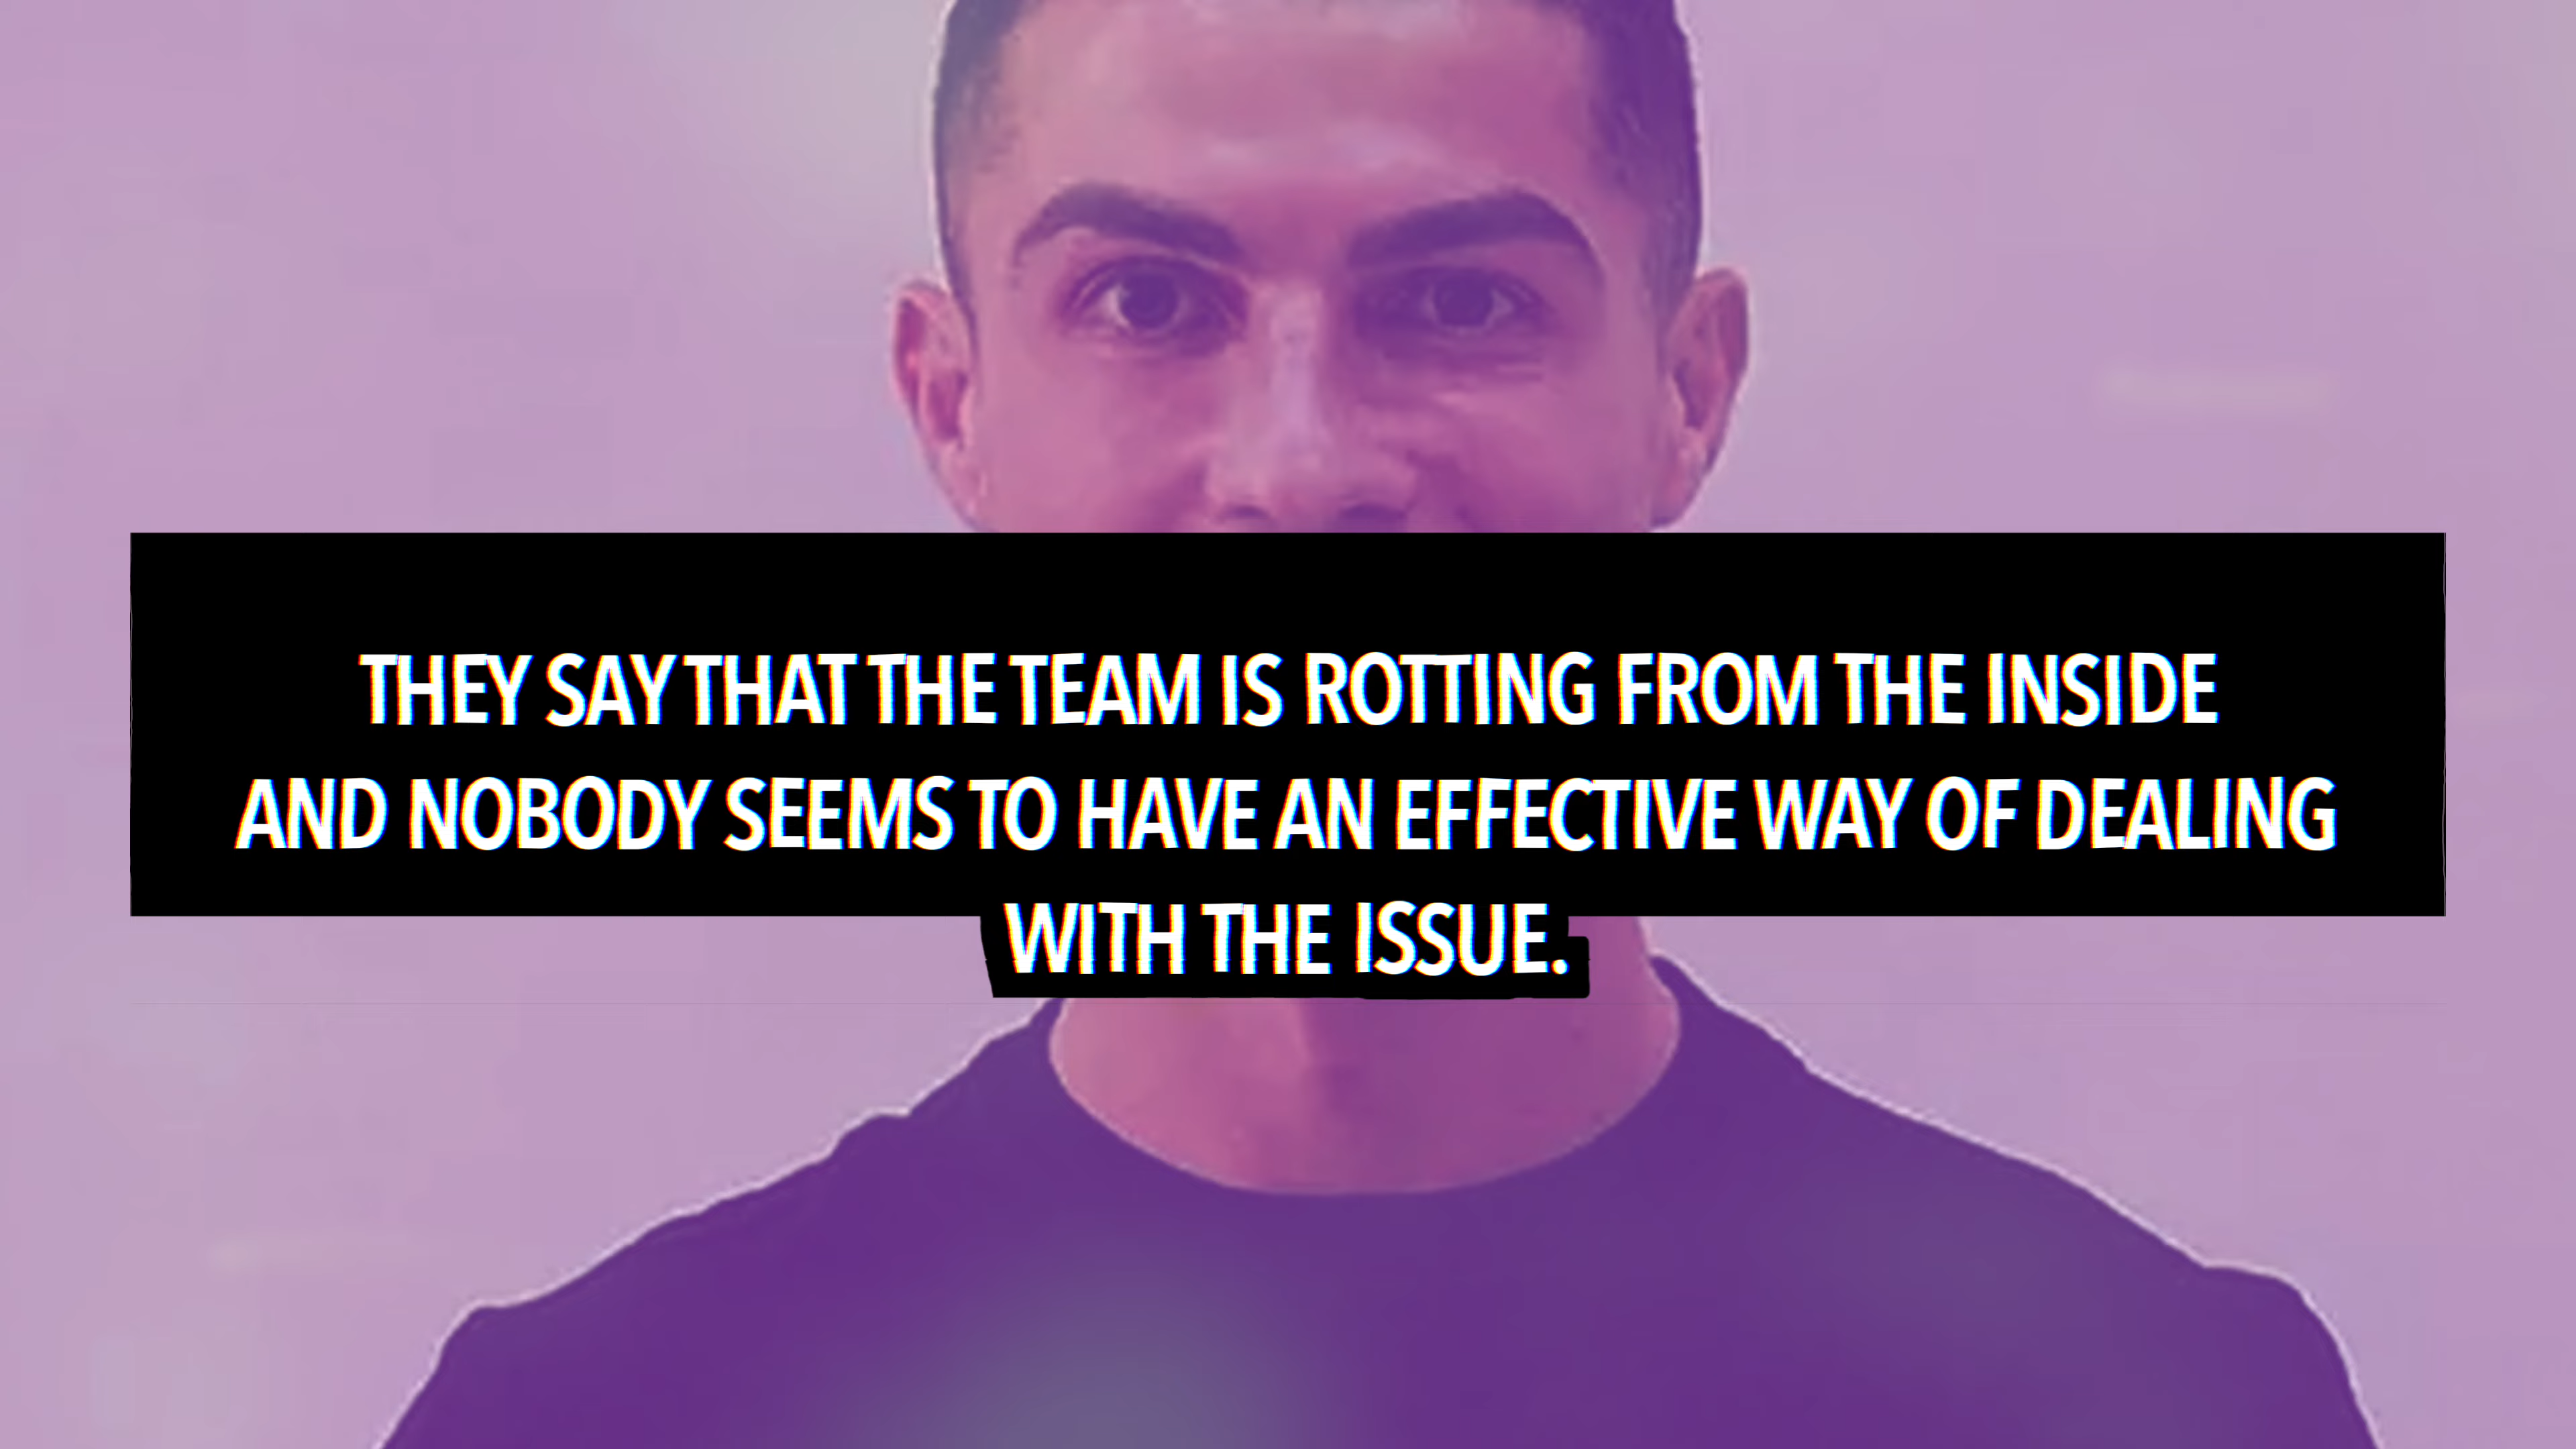 THEY SAY THAT THE TEAM IS ROTTING FROM THE INSIDE
AND NOBODY SEEMS TO HAVE AN EFFECTIVE WAY OF DEALING
WITH THE ISSUE.